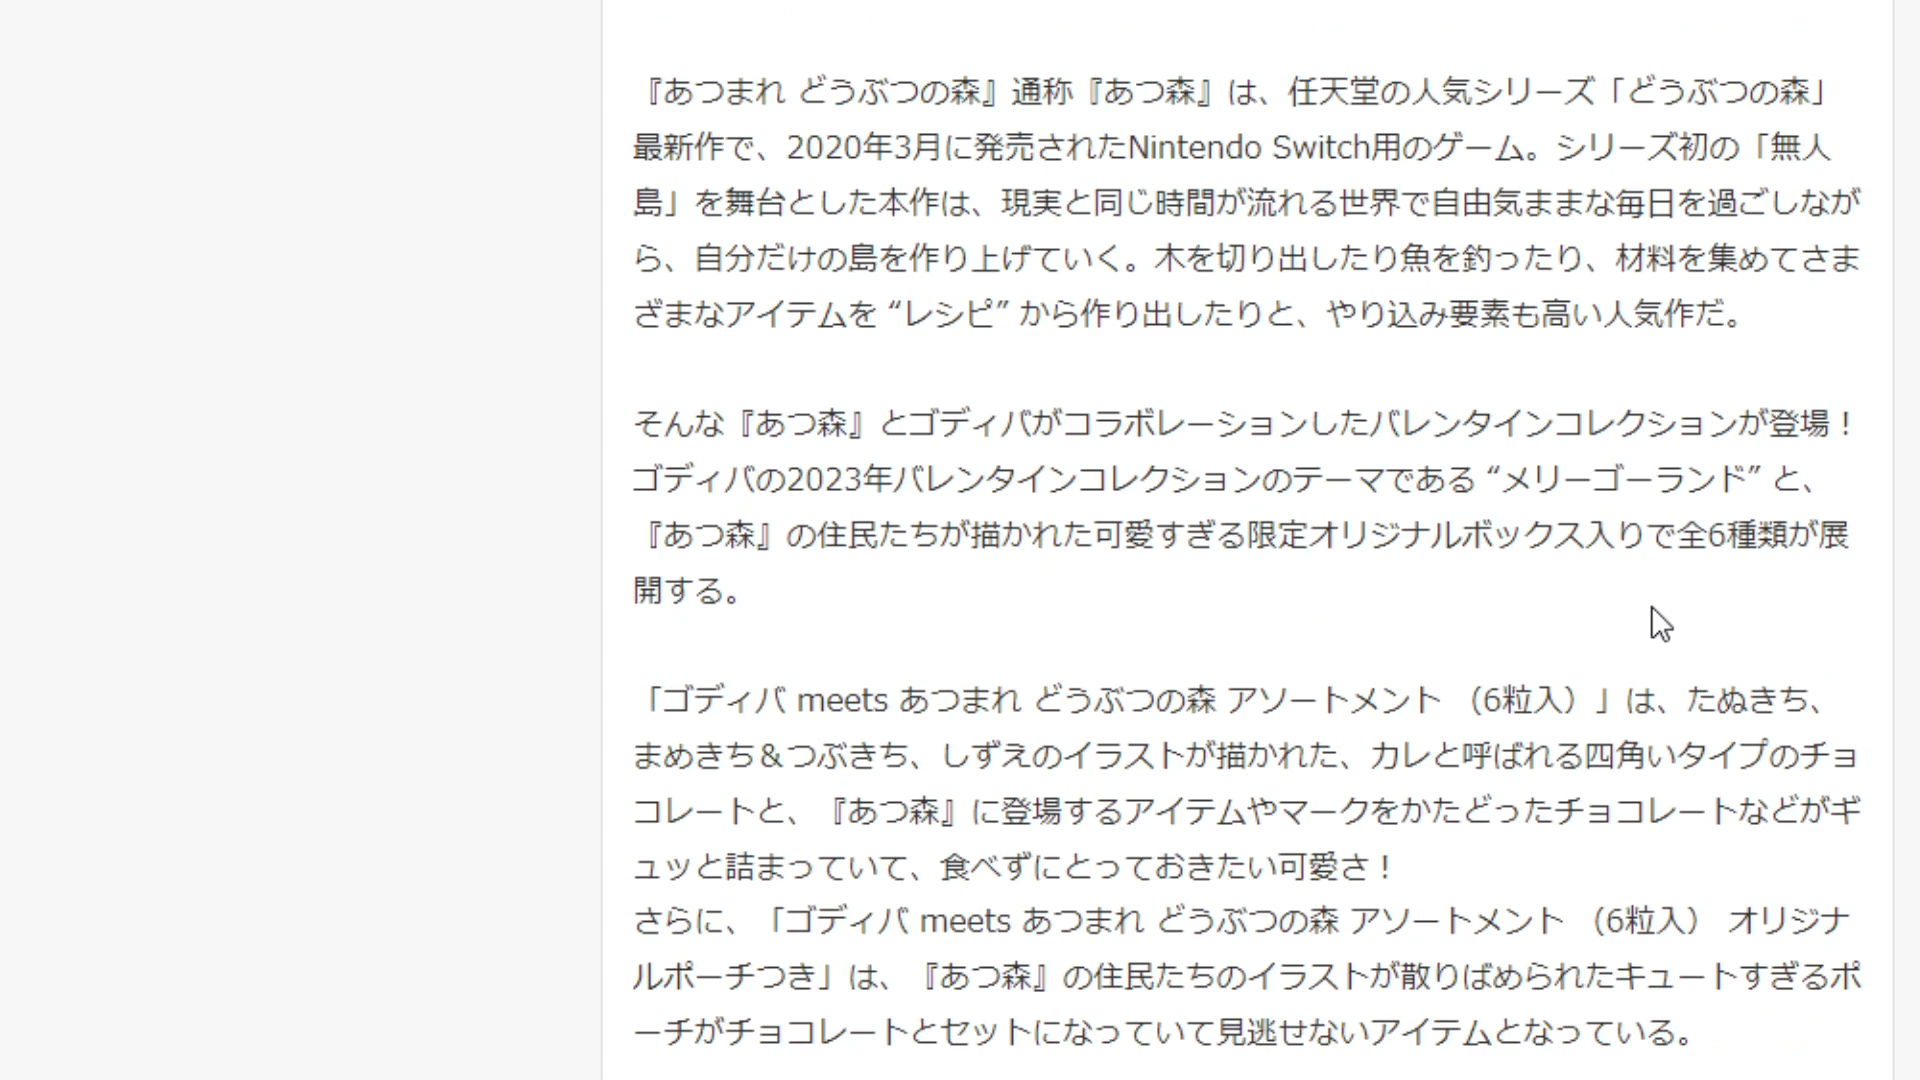 『あつまれ どうぶつの森』通称『あつ森』は、任天堂の人気シリーズ「どうぶつの森」
最新作で、2020年3月に発売されたNintendo Switch用のゲーム。シリーズ初の「無人
島」を舞台とした本作は、現実と同じ時間が流れる世界で自由気ままな毎日を過ごしなが
ら、自分だけの島を作り上げていく。木を切り出したり魚を釣ったり、材料を集めてさま
ざまなアイテムを “レシピ” から作り出したりと、やり込み要素も高い人気作だ。
そんな『あつ森』とゴディバがコラボレーションしたバレンタインコレクションが登場！
ゴディバの2023年バレンタインコレクションのテーマである “メリーゴーランド” と、
『あつ森』の住民たちが描かれた可愛すぎる限定オリジナルボックス入りで全6種類が展
開する。
「ゴディバ meets あつまれ どうぶつの森 アソートメント （6粒入）」は、たぬきち、
まめきち＆つぶきち、しずえのイラストが描かれた、カレと呼ばれる四角いタイプのチョ
コレートと、『あつ森』に登場するアイテムやマークをかたどったチョコレートなどがギ
ュッと詰まっていて、食べずにとっておきたい可愛さ！
さらに、「ゴディバ meets あつまれ どうぶつの森 アソートメント （6粒入） オリジナ
ルポーチつき」は、『あつ森』の住民たちのイラストが散りばめられたキュートすぎるポ
ーチがチョコレートとセットになっていて見逃せないアイテムとなっている。